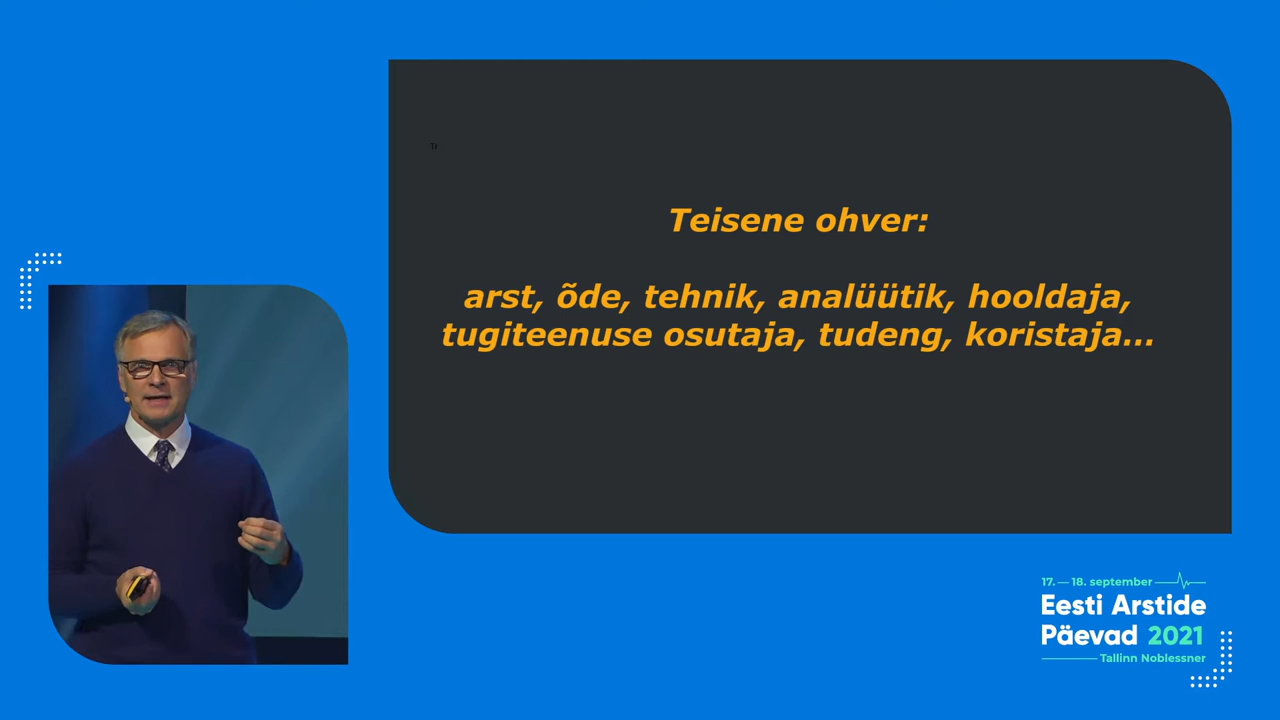 Teisene ohver:
arst, õde, tehnik, analüütik, hooldaja,
tugiteenuse osutaja, tudeng, koristaja...
17. — 18. september
Eesti Arstide
Päevad 2021
Tallinn Noblessner